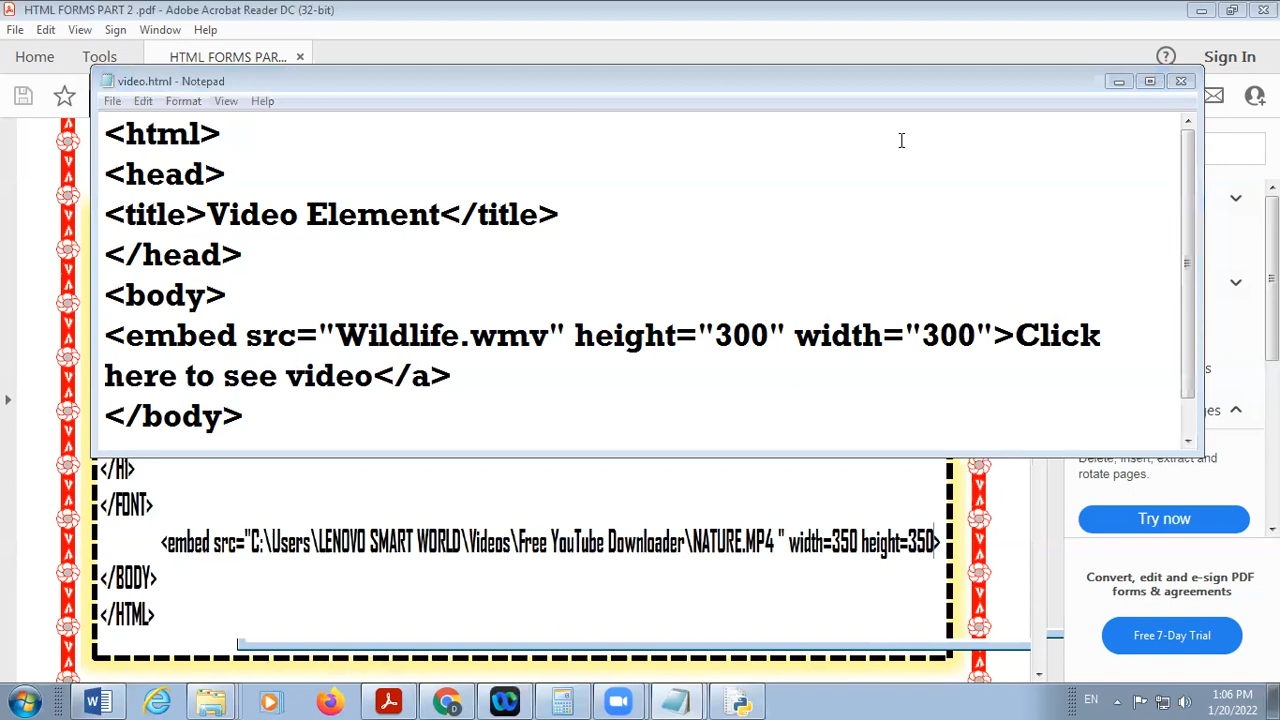 HTML FORMS PART 2 .pdf - Adobe Acrobat Reader DC (32-bit)
File Edit View Sign Window Help
Home Tools HTML FORMS PAR... × Sign In
video.html - Notepad
File Edit Format View Help
<html>
<head>
<title>Video Element</title>
</head>
<body>
<embed src="Wildlife.wmv" height="300" width="300">Click
here to see video</a>
</body>
</H1>
</FONT>
<embed src="C:\Users\LENOVO SMART WORLD\Videos\Free YouTube Downloader\NATURE.MP4 " width=350 height=350>
</BODY>
</HTML>
Delete, insert, extract and
rotate pages.
Try now
Convert, edit and e-sign PDF
forms & agreements
Free 7-Day Trial
EN
1:06 PM
1/20/2022